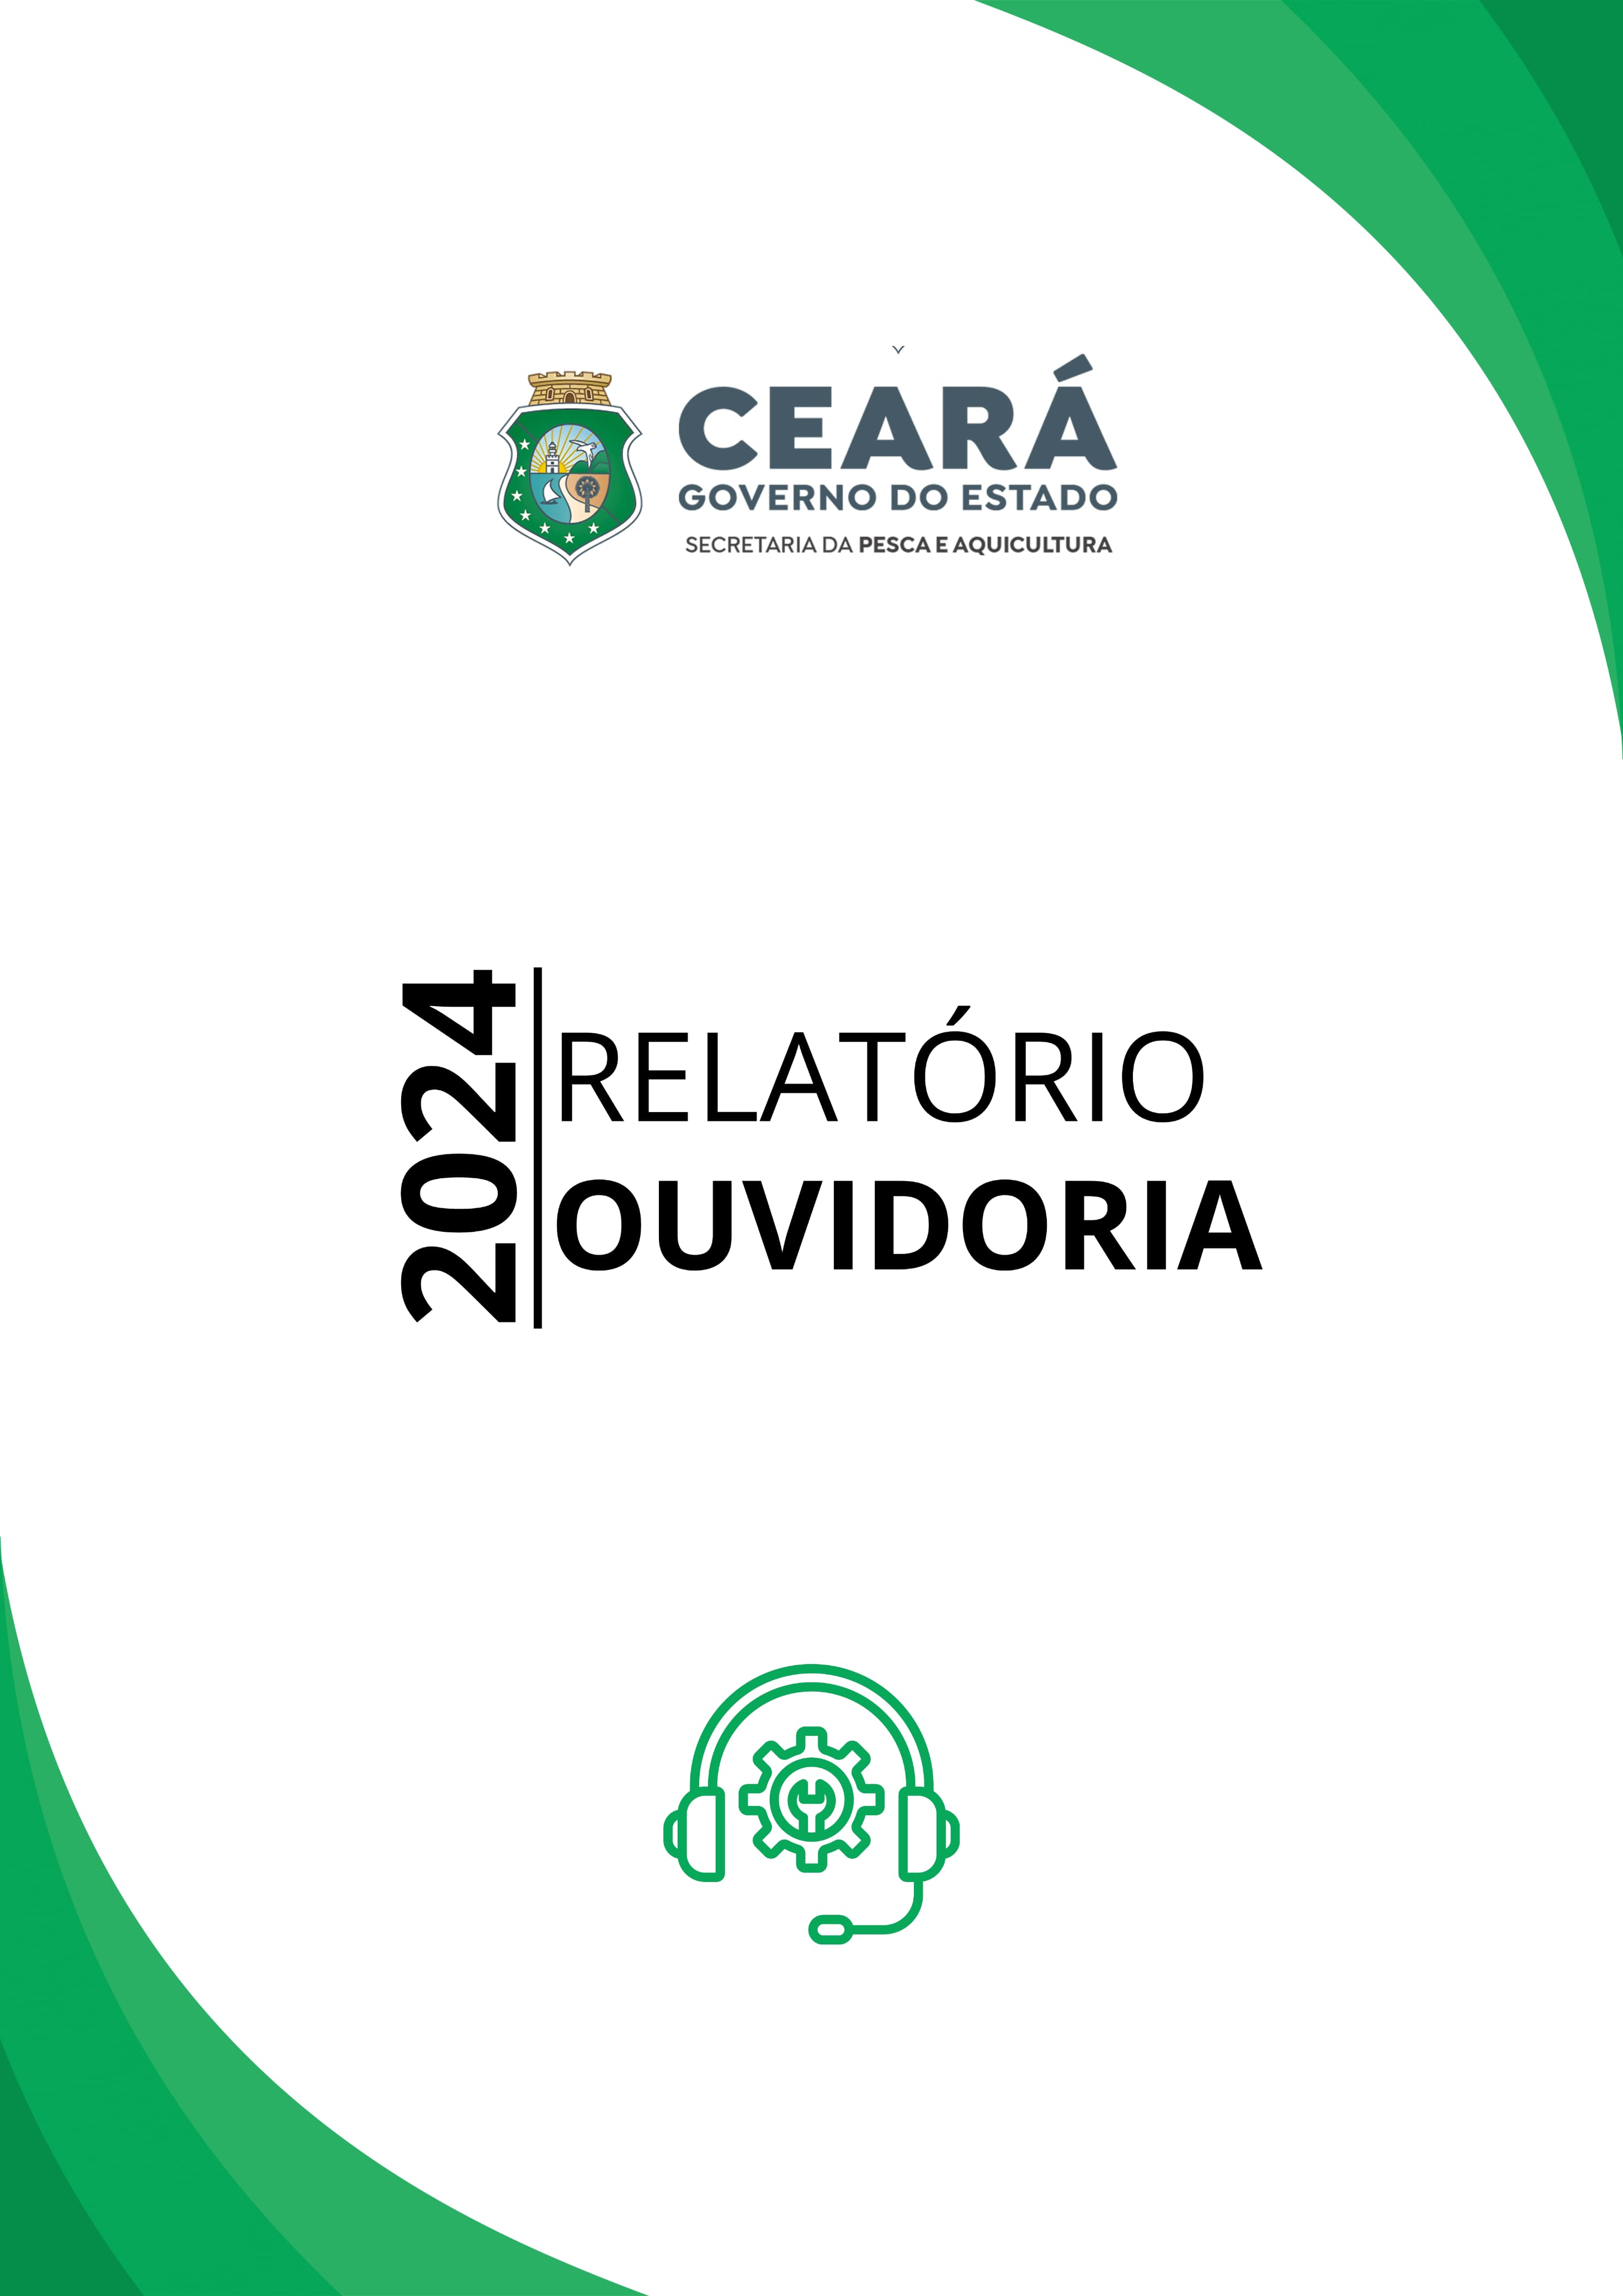 CEARÁ
GOVERNO DO ESTADO
SECRETARIA DA PESCA E AQUICULTURA
2024
RELATÓRIO
OUVIDORIA